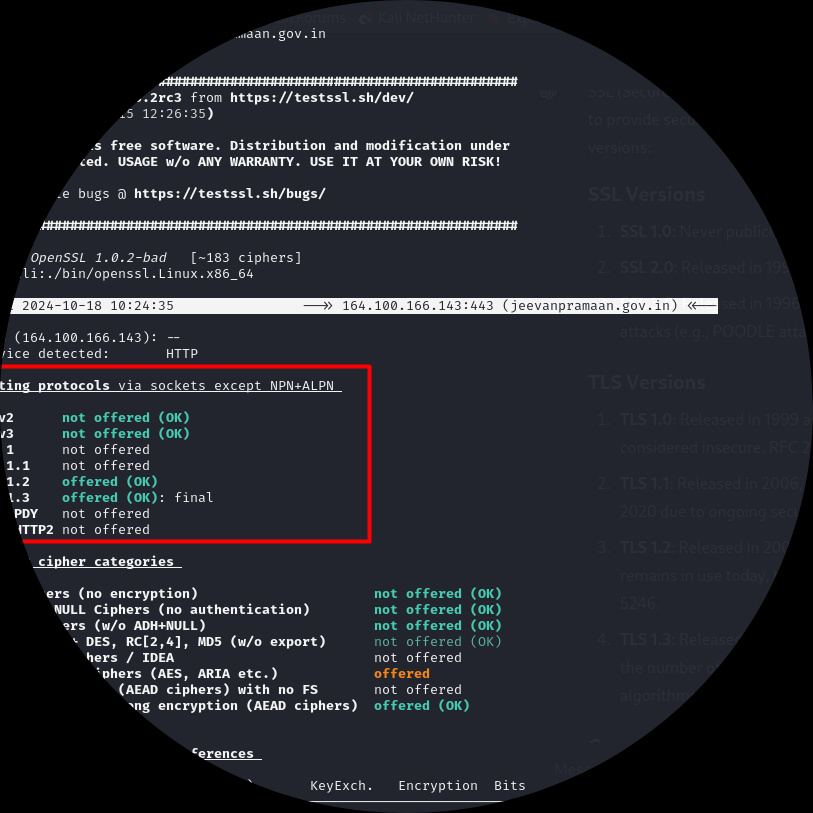 Forums Kali NetHunter Exp
maan.gov.in
############################################################
3.2rc3 from https://testssl.sh/dev/
15 12:26:35)
s free software. Distribution and modification under
ted. USAGE w/o ANY WARRANTY. USE IT AT YOUR OWN RISK!
e bugs @ https://testssl.sh/bugs/
############################################################
OpenSSL 1.0.2-bad [~183 ciphers]
li:./bin/openssl.Linux.x86_64
2024-10-18 10:24:35 -->> 164.100.166.143:443 (jeevanpramaan.gov.in) <<--
(164.100.166.143): --
vice detected: HTTP
ting protocols via sockets except NPN+ALPN
v2 not offered (OK)
v3 not offered (OK)
1 not offered
1.1 not offered
1.2 offered (OK)
1.3 offered (OK): final
PDY not offered
HTTP2 not offered
cipher categories
ers (no encryption) not offered (OK)
NULL Ciphers (no authentication) not offered (OK)
ers (w/o ADH+NULL) not offered (OK)
+ DES, RC[2,4], MD5 (w/o export) not offered (OK)
hers / IDEA not offered
iphers (AES, ARIA etc.) offered
(AEAD ciphers) with no FS not offered
ong encryption (AEAD ciphers) offered (OK)
ferences
) KeyExch. Encryption Bits
SSL (Secur
to provide secu
versions:
SSL Versions
1. SSL 1.0: Never public
2. SSL 2.0: Released in 199
sed in 1996
attacks (e.g., POODLE atta
TLS Versions
1. TLS 1.0: Released in 1999 a
considered insecure. RFC 2
2. TLS 1.1: Released in 2006,
2020 due to ongoing sec
3. TLS 1.2: Released in 200
remains in use today,
5246.
4. TLS 1.3: Released
the number o
algorithm
Mes